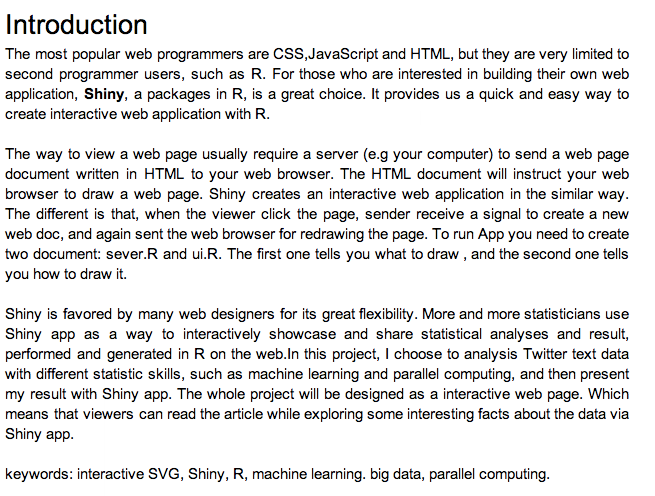 Introduction
The most popular web programmers are CSS,JavaScript and HTML, but they are very limited to
second programmer users, such as R. For those who are interested in building their own web
application, Shiny, a packages in R, is a great choice. It provides us a quick and easy way to
create interactive web application with R.
The way to view a web page usually require a server (e.g your computer) to send a web page
document written in HTML to your web browser. The HTML document will instruct your web
browser to draw a web page. Shiny creates an interactive web application in the similar way.
The different is that, when the viewer click the page, sender receive a signal to create a new
web doc, and again sent the web browser for redrawing the page. To run App you need to create
two document: sever.R and ui.R. The first one tells you what to draw , and the second one tells
you how to draw it.
Shiny is favored by many web designers for its great flexibility. More and more statisticians use
Shiny app as a way to interactively showcase and share statistical analyses and result,
performed and generated in R on the web.In this project, I choose to analysis Twitter text data
with different statistic skills, such as machine learning and parallel computing, and then present
my result with Shiny app. The whole project will be designed as a interactive web page. Which
means that viewers can read the article while exploring some interesting facts about the data via
Shiny app.
keywords: interactive SVG, Shiny, R, machine learning. big data, parallel computing.